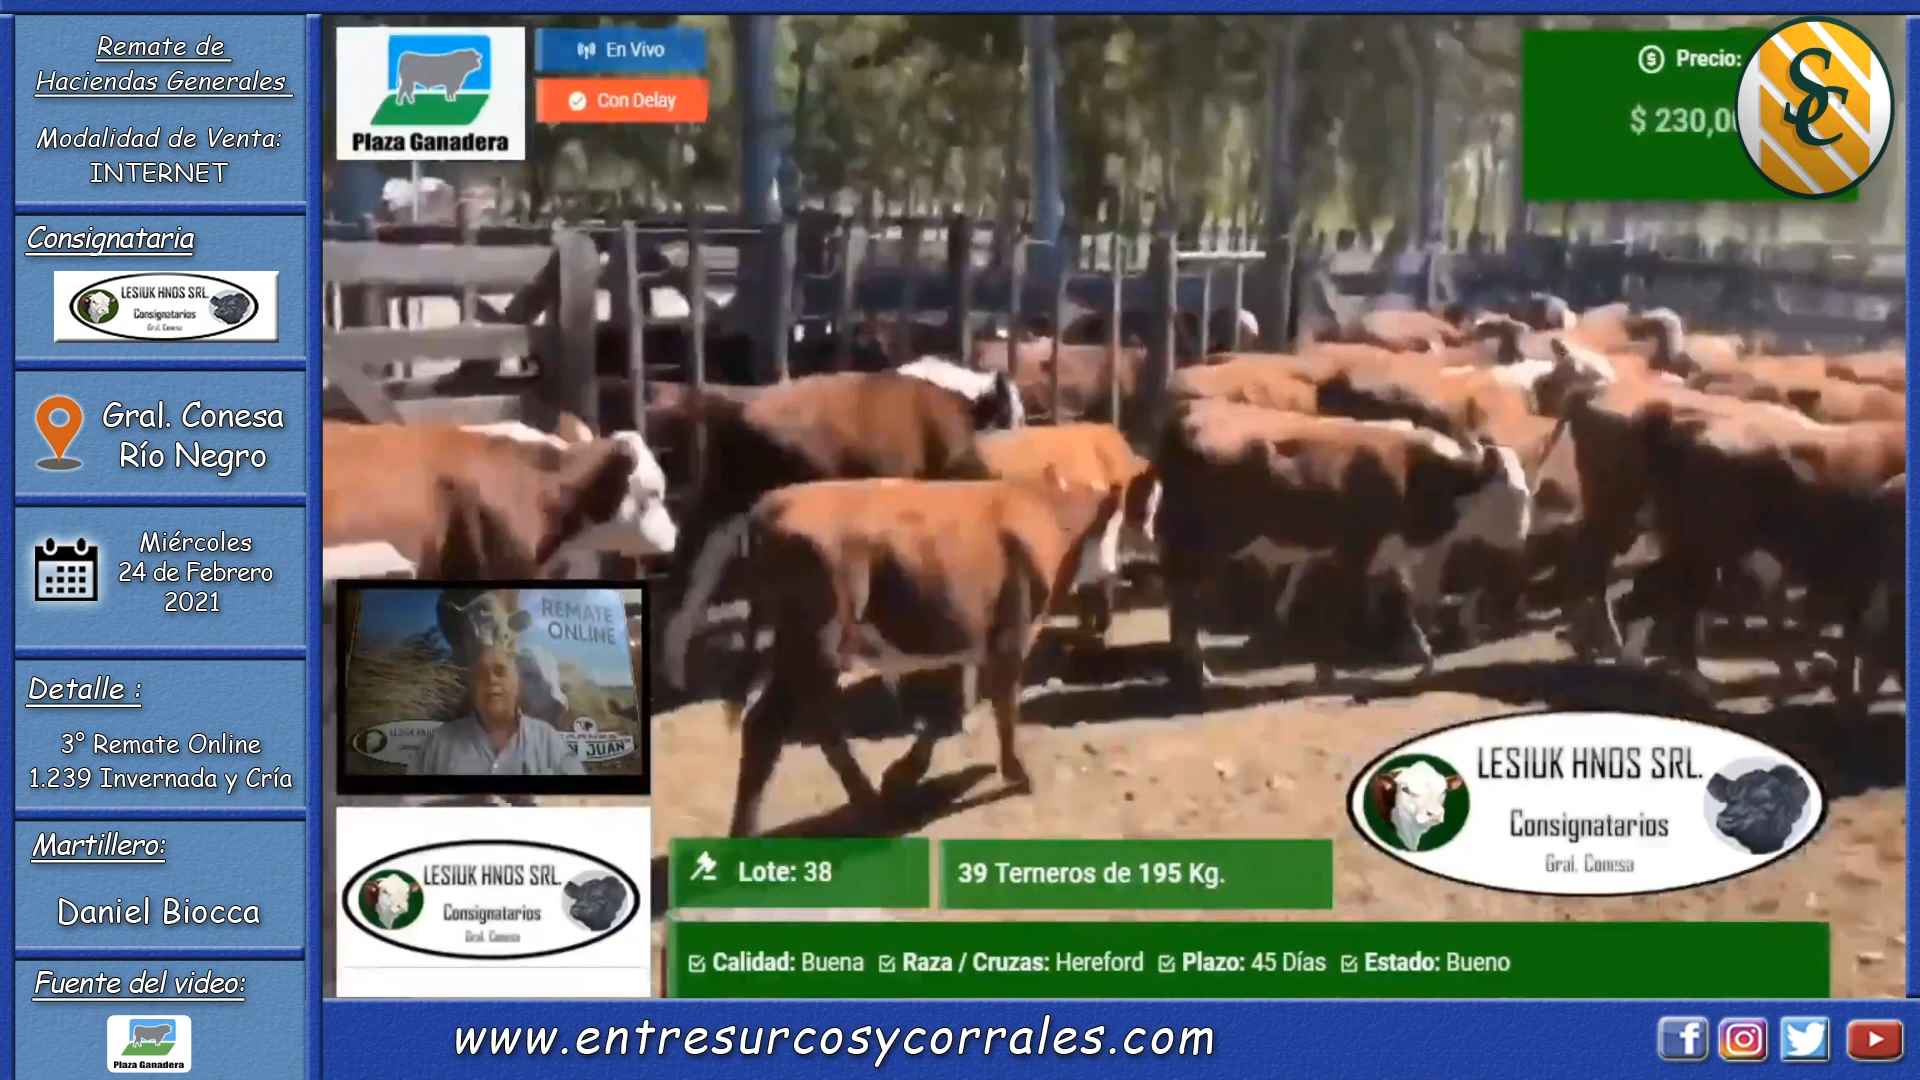 Remate de
Haciendas Generales
Modalidad de Venta:
INTERNET
Consignataria
LESIUK HNOS SRL.
Consignatarios
Gral. Conesa
Gral. Conesa
Río Negro
Miércoles
24 de Febrero
2021
Detalle :
3° Remate Online
1.239 Invernada y Cría
Martillero:
Daniel Biocca
Fuente del video:
Plaza Ganadera
Plaza Ganadera
En Vivo
Con Delay
Precio:
$ 230,0
SC
REMATE
ONLINE
JUAN
LESIUK HNOS SRL.
Consignatarios
Gral. Conesa
Lote: 38
39 Terneros de 195 Kg.
Calidad: Buena Raza / Cruzas: Hereford Plazo: 45 Días Estado: Bueno
LESIUK HNOS SRL.
Consignatarios
Gral. Conesa
www.entresurcosycorrales.com